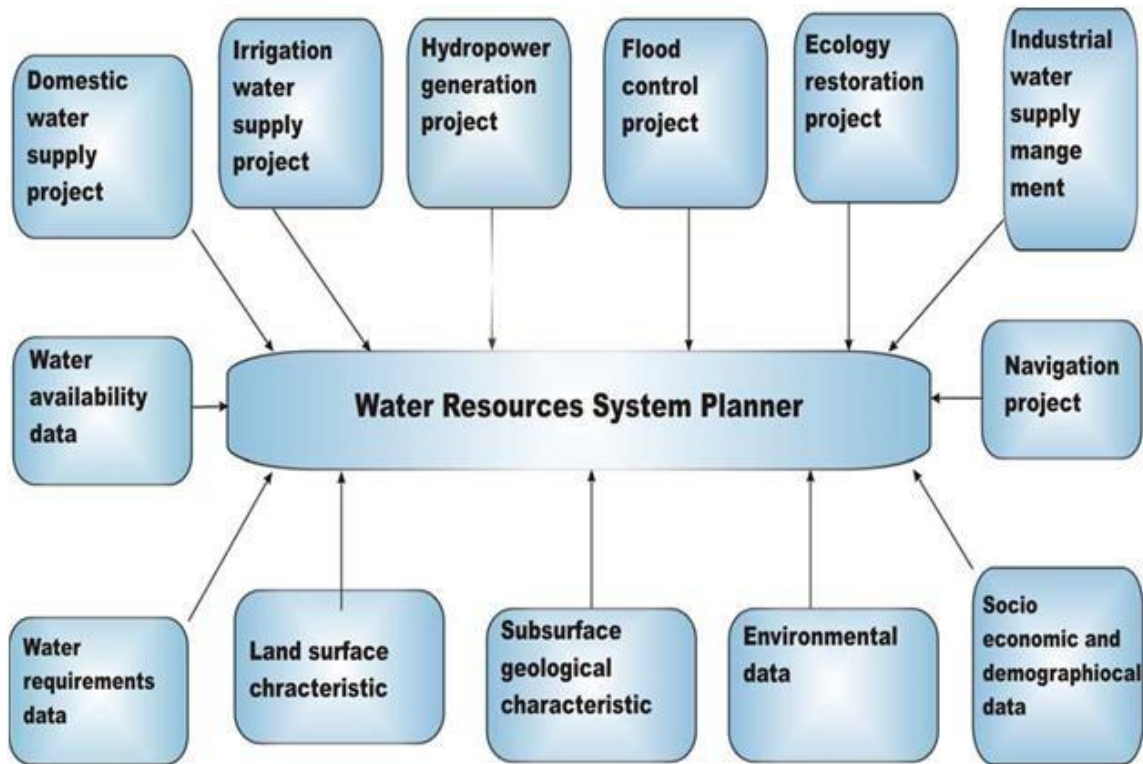 Domestic
water
supply
project
Irrigation
water
supply
project
Hydropower
generation
project
Flood
control
project
Ecology
restoration
project
Industrial
water
supply
mange
ment
Water
availability
data
Water Resources System Planner
Navigation
project
Water
requirements
data
Land surface
chracteristic
Subsurface
geological
characteristic
Environmental
data
Socio
economic and
demographiocal
data